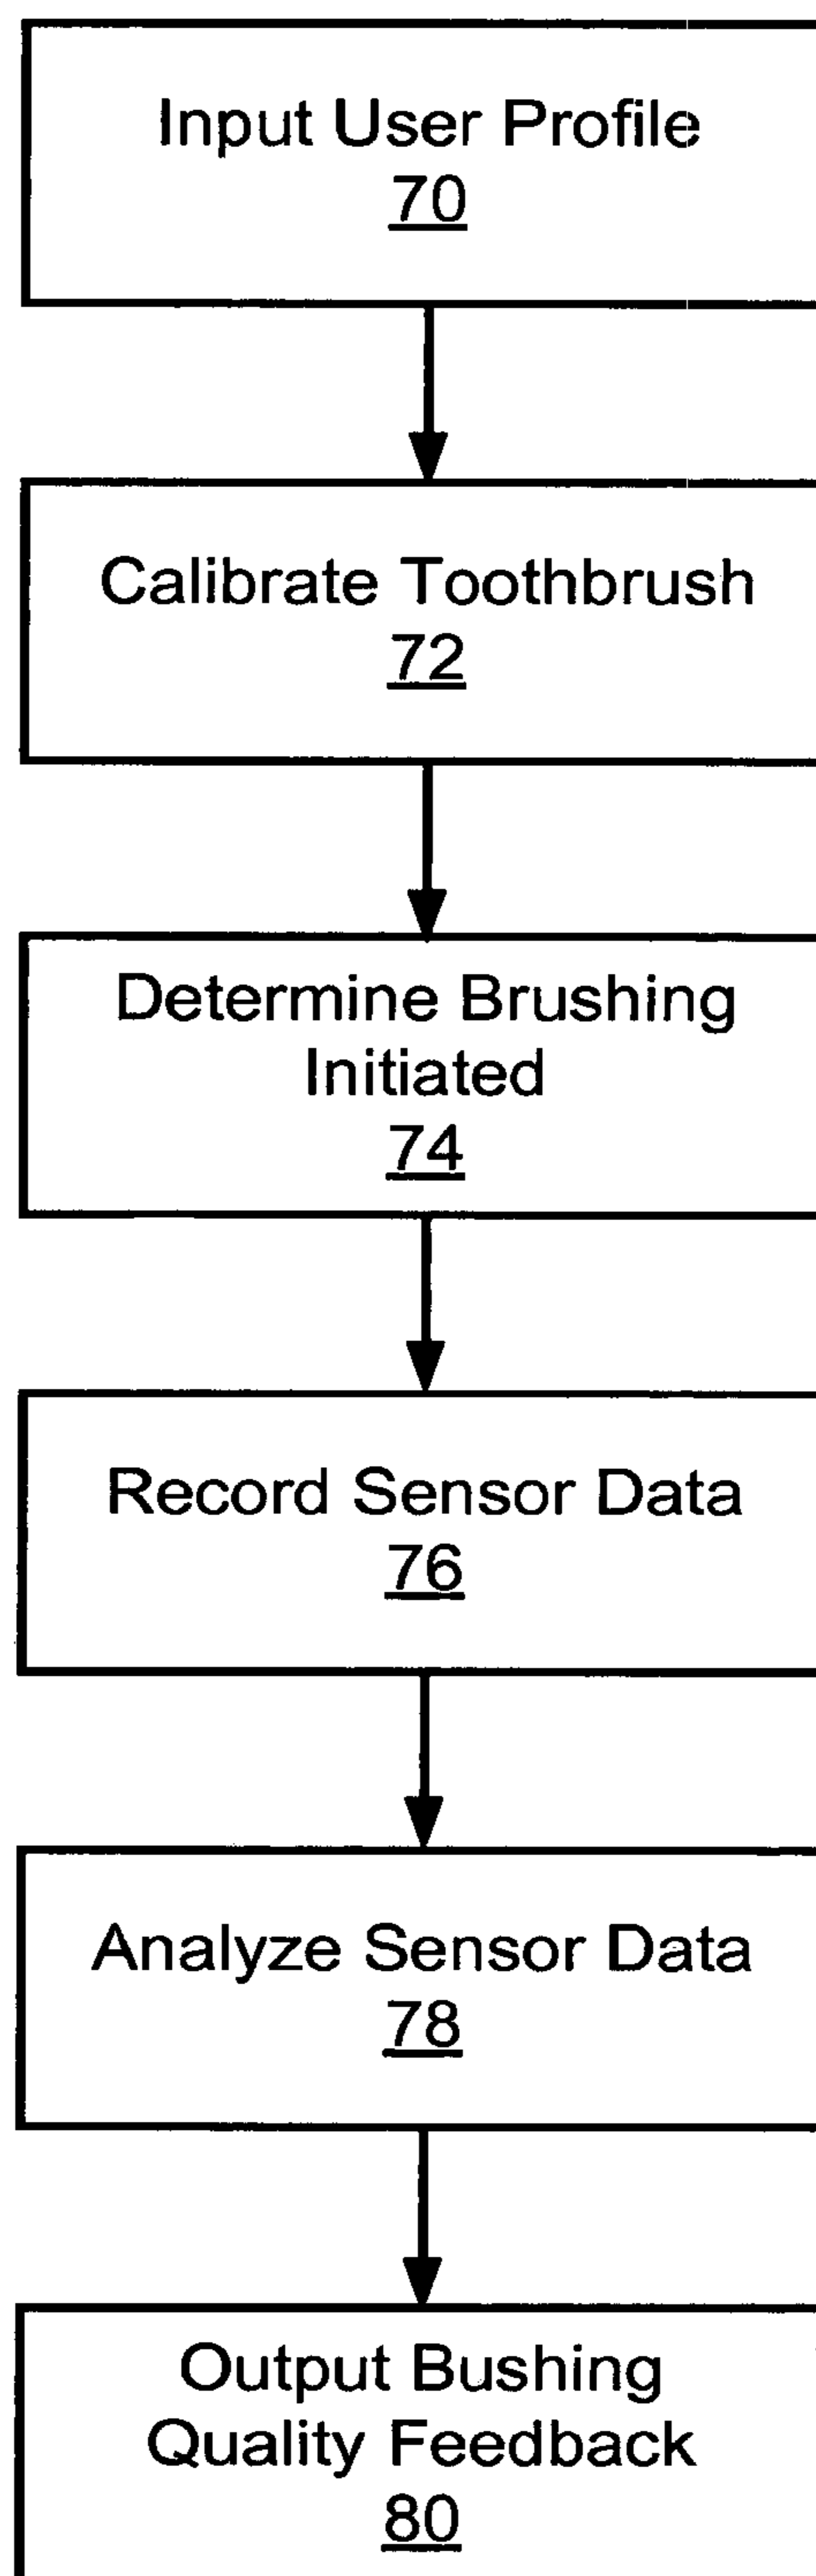 Input User Profile
70
Calibrate Toothbrush
72
Determine Brushing
Initiated
74
Record Sensor Data
76
Analyze Sensor Data
78
Output Bushing
Quality Feedback
80